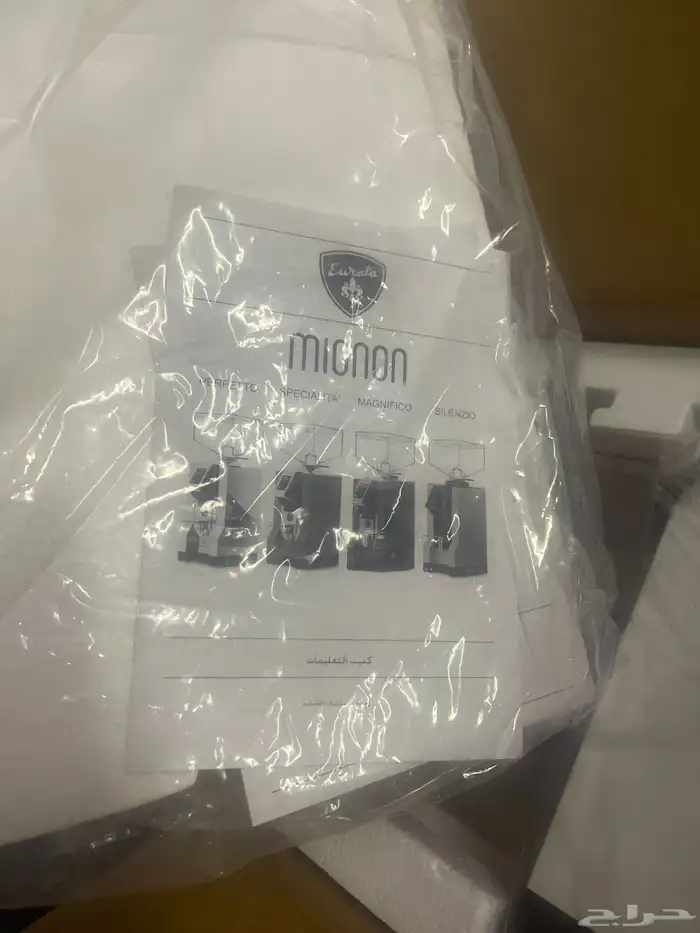 Eureka
mignon
PERFETTO SPECIALITA' MAGNIFICO SILENZIO
كتيب التعليمات
حراج